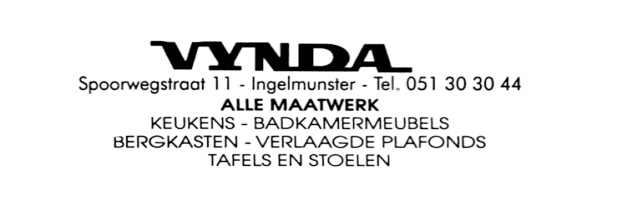 VYNDA
Spoorwegstraat 11 - Ingelmunster - Tel. 051 30 30 44
ALLE MAATWERK
KEUKENS - BADKAMERMEUBELS
BERGKASTEN - VERLAAGDE PLAFONDS
TAFELS EN STOELEN